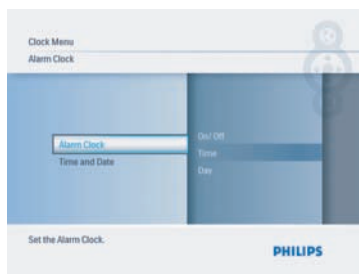 Clock Menu
Alarm Clock
Alarm Clock
Time and Date
On/ Off
Time
Day
Set the Alarm Clock.
PHILIPS